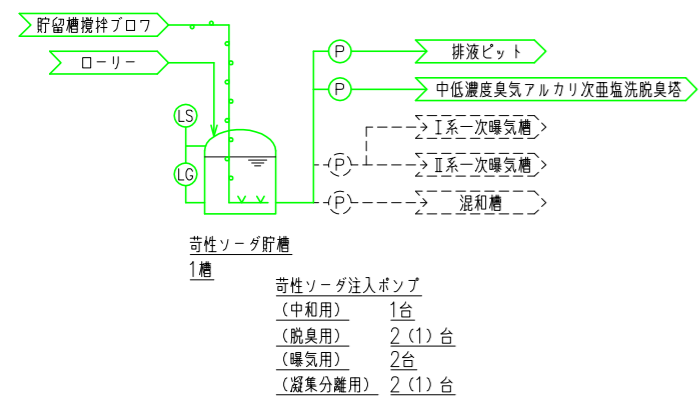 貯留槽撹拌ブロワ
ローリー
P
排液ピット
P
中低濃度臭気アルカリ次亜塩洗脱臭塔
LS
Ⅰ系一次曝気槽
LG
P
Ⅱ系一次曝気槽
P
混和槽
苛性ソーダ貯槽
1槽
苛性ソーダ注入ポンプ
(中和用) 1台
(脱臭用) 2(1)台
(曝気用) 2台
(凝集分離用) 2(1)台